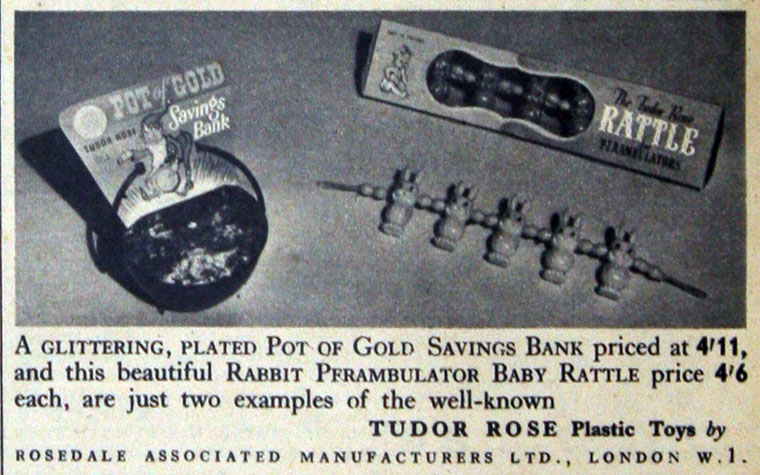 POT of GOLD
Savings
Bank
TUDOR ROSE
The Tudor Rose
RATTLE
PERAMBULATORS
A GLITTERING, PLATED POT OF GOLD SAVINGS BANK priced at 4/11,
and this beautiful RABBIT PFRAMBULATOR BABY RATTLE price 4/6
each, are just two examples of the well-known
TUDOR ROSE Plastic Toys by
ROSEDALE ASSOCIATED MANUFACTURERS LTD., LONDON W.1.